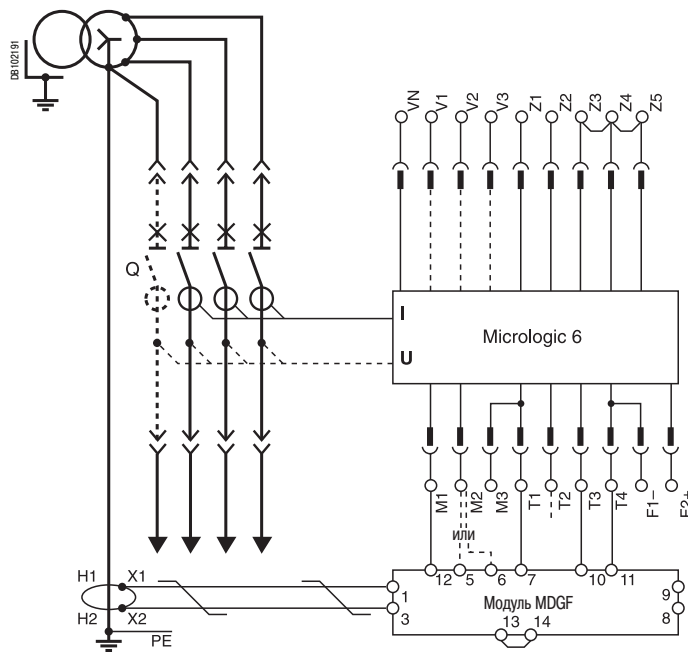 DB102191
VN V1 V2 V3 Z1 Z2 Z3 Z4 Z5
Q
I
U
Micrologic 6
M1 M2 M3 T1 T2 T3 T4 F1– F2+
или
12 5 6 7 10 11
H1 X1
1
9
Модуль MDGF
H2 X2
3
8
13 14
PE